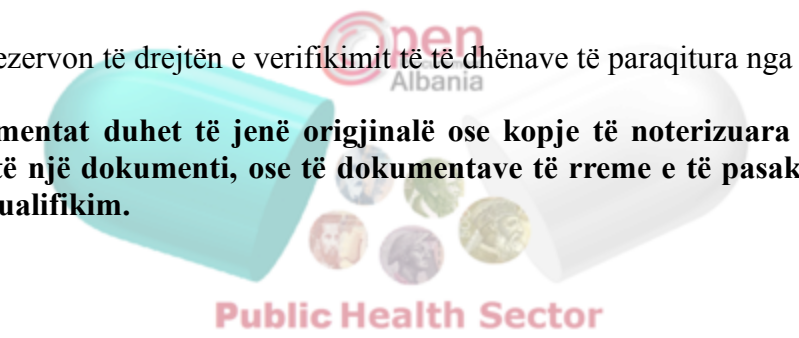 Open
Albania
ezervon të drejtën e verifikimit të të dhënave të paraqitura nga
mentat duhet të jenë origjinalë ose kopje të noterizuara
të një dokumenti, ose të dokumentave të rreme e të pasak
ualifikim.
Public Health Sector